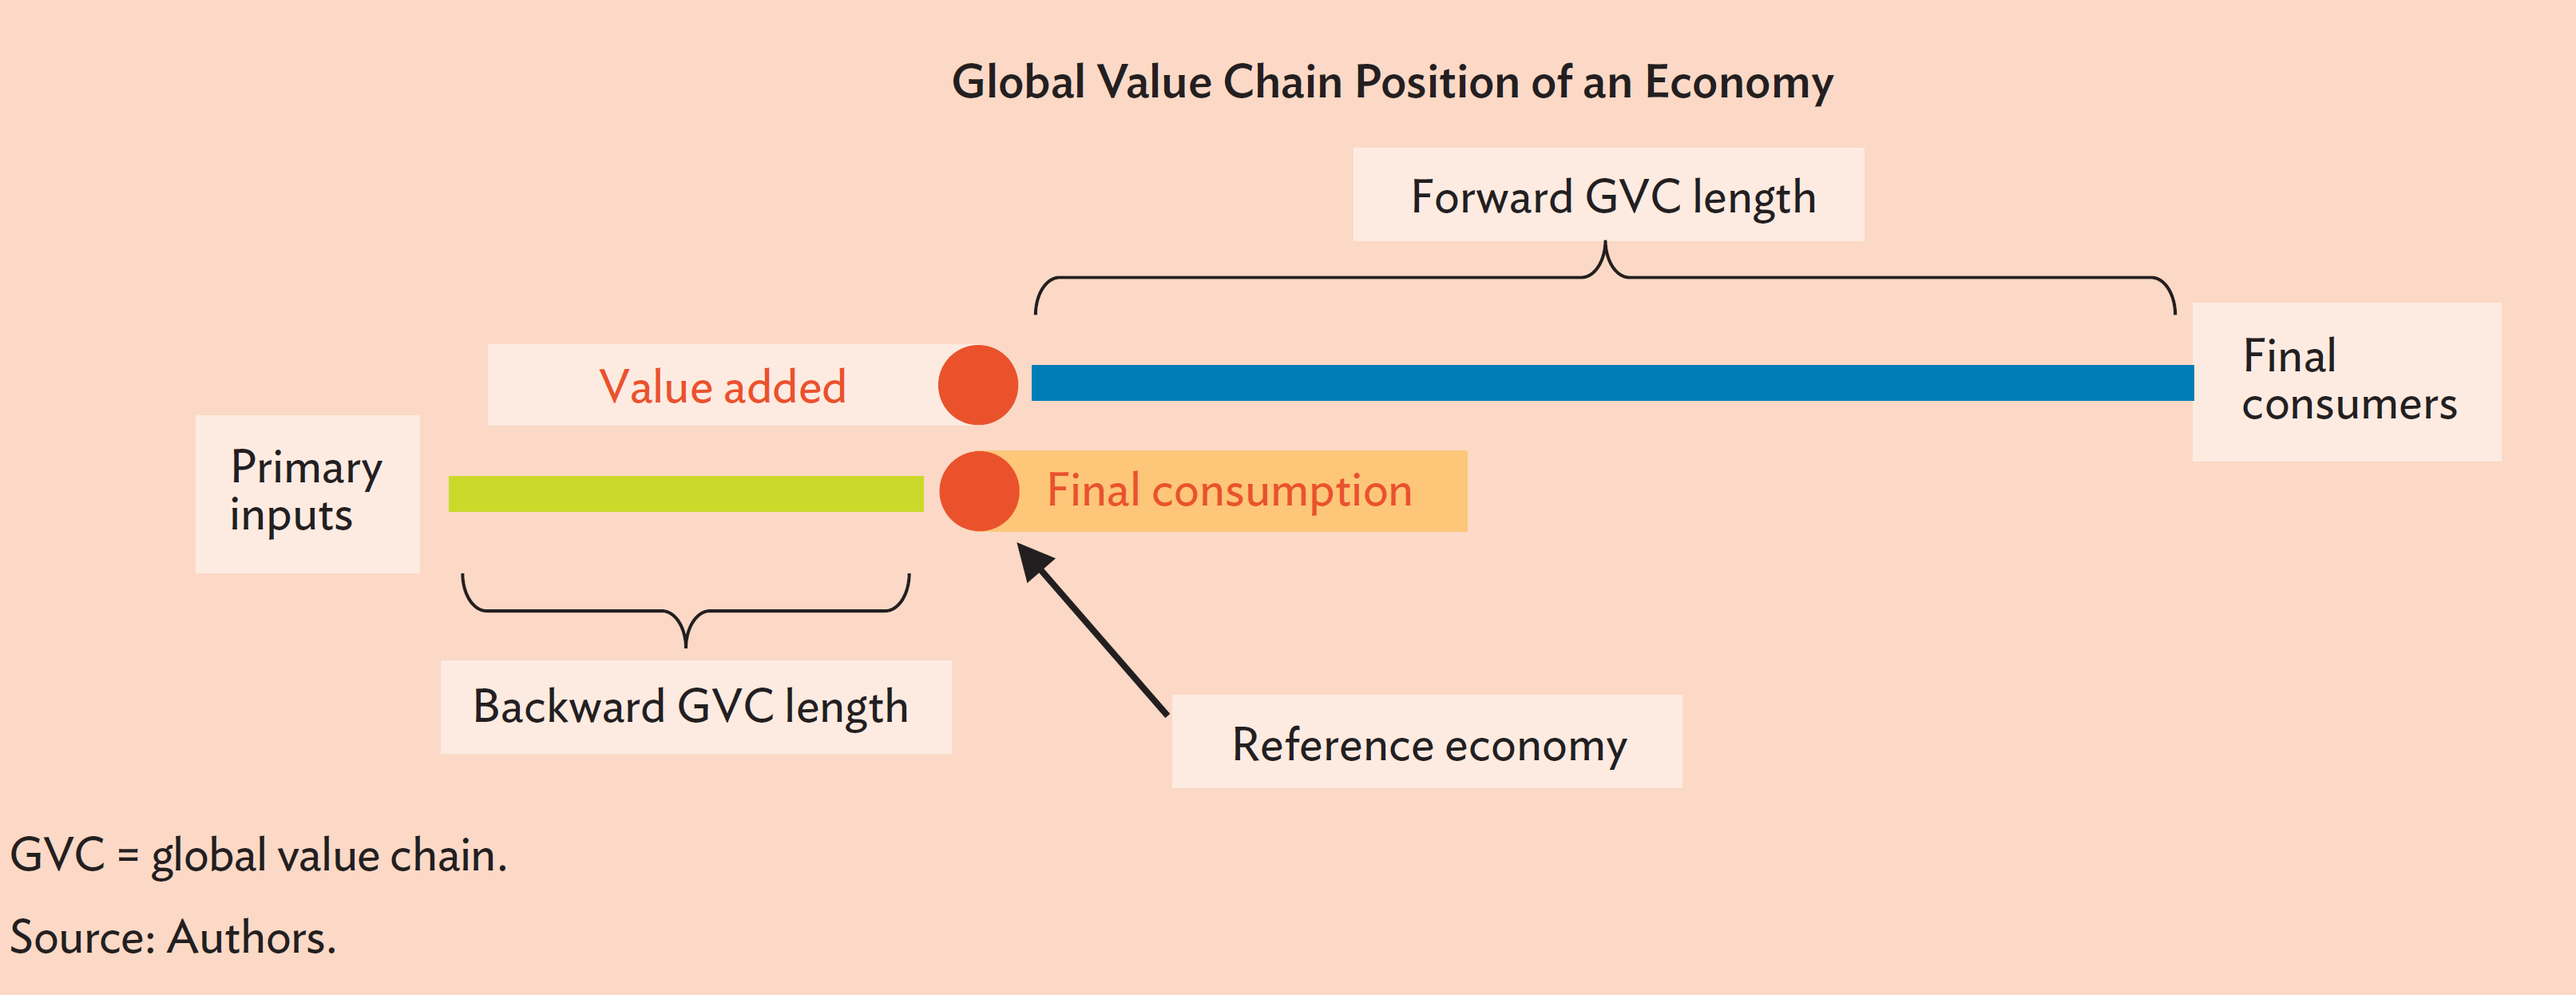 Global Value Chain Position of an Economy
Forward GVC length
Final
consumers
Value added
Primary
inputs
Final consumption
Backward GVC length
Reference economy
GVC = global value chain.
Source: Authors.